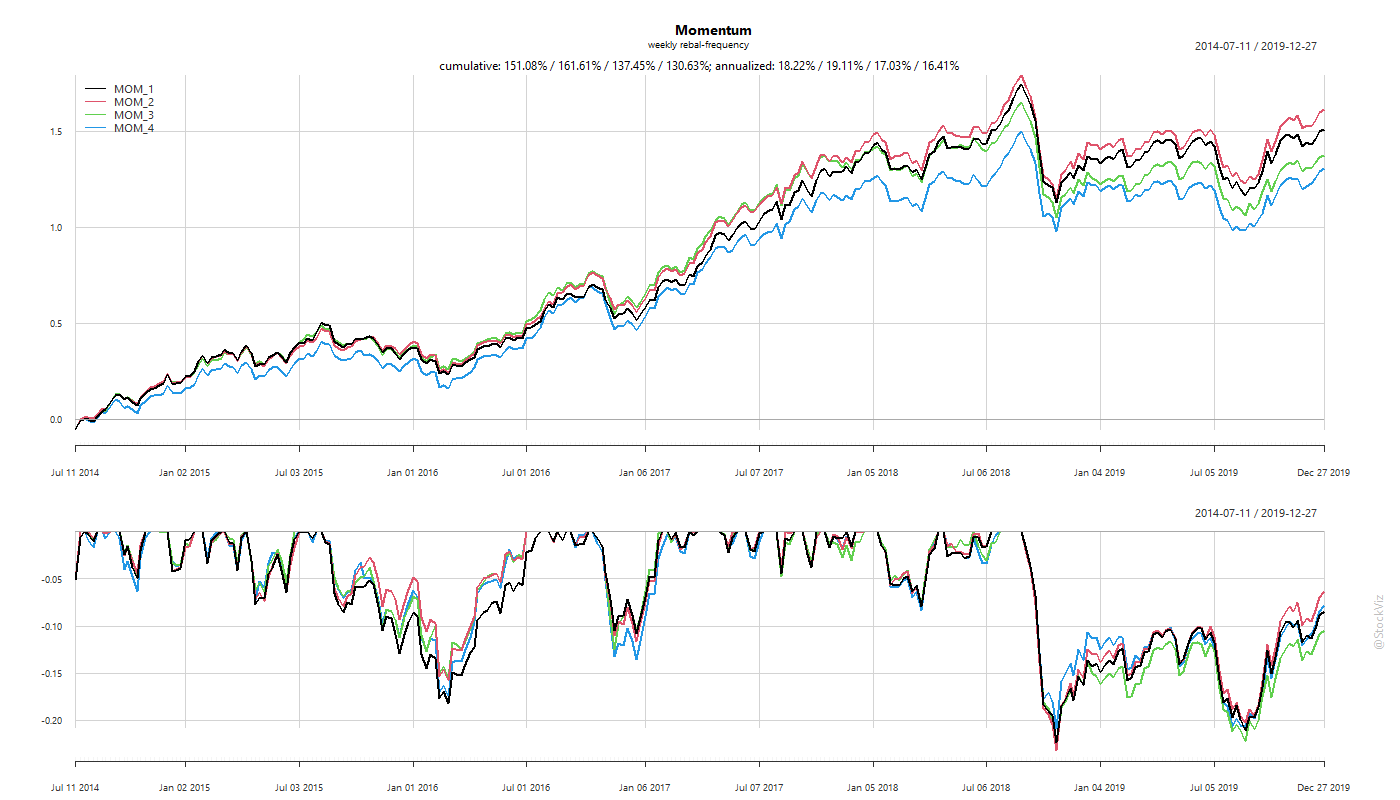 Momentum
weekly rebal-frequency
2014-07-11 / 2019-12-27
cumulative: 151.08% / 161.61% / 137.45% / 130.63%; annualized: 18.22% / 19.11% / 17.03% / 16.41%
MOM_1
MOM_2
MOM_3
MOM_4
1.5
1.0
0.5
0.0
Jul 11 2014 Jan 02 2015 Jul 03 2015 Jan 01 2016 Jul 01 2016 Jan 06 2017 Jul 07 2017 Jan 05 2018 Jul 06 2018 Jan 04 2019 Jul 05 2019 Dec 27 2019
2014-07-11 / 2019-12-27
-0.05
-0.10
-0.15
-0.20
@StockViz
Jul 11 2014 Jan 02 2015 Jul 03 2015 Jan 01 2016 Jul 01 2016 Jan 06 2017 Jul 07 2017 Jan 05 2018 Jul 06 2018 Jan 04 2019 Jul 05 2019 Dec 27 2019